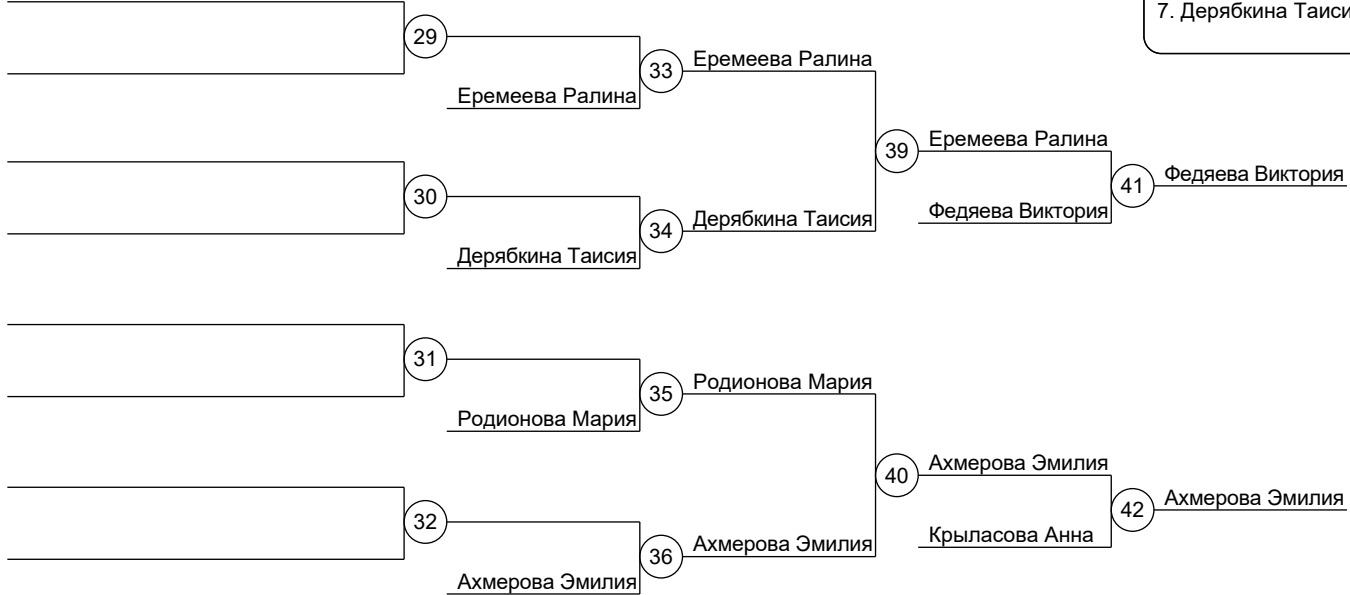 7. Дерябкина Таиси
29
33
Еремеева Ралина
Еремеева Ралина
39
Еремеева Ралина
41
Федяева Виктория
30
Федяева Виктория
34
Дерябкина Таисия
Дерябкина Таисия
31
35
Родионова Мария
Родионова Мария
40
Ахмерова Эмилия
42
Ахмерова Эмилия
32
Крыласова Анна
36
Ахмерова Эмилия
Ахмерова Эмилия